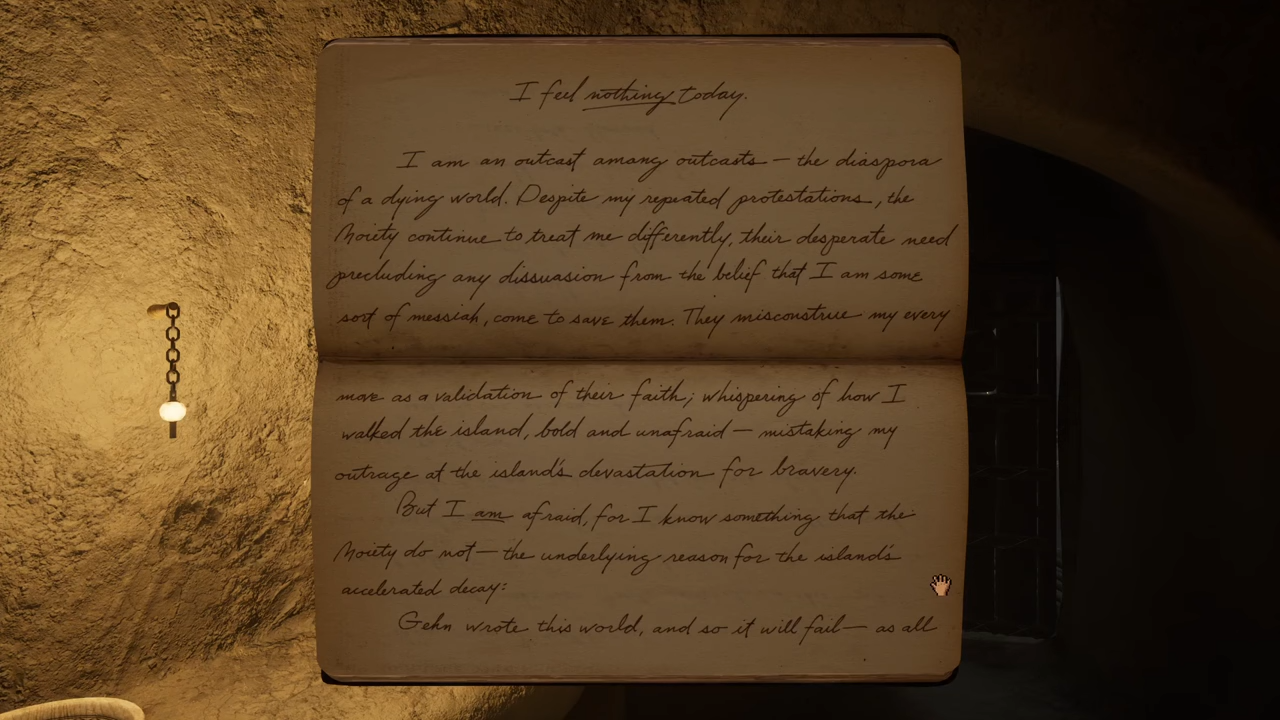 I feel nothing today.
I am an outcast among outcasts — the diaspora
of a dying world. Despite my repeated protestations, the
Moiety continue to treat me differently, their desperate need
precluding any dissuasion from the belief that I am some
sort of messiah, come to save them. They misconstrue my every
move as a validation of their faith; whispering of how I
walked the island, bold and unafraid — mistaking my
outrage at the island's devastation for bravery.
But I am afraid, for I know something that the
Moiety do not — the underlying reason for the island's
accelerated decay:
Gehn wrote this world, and so it will fail — as all